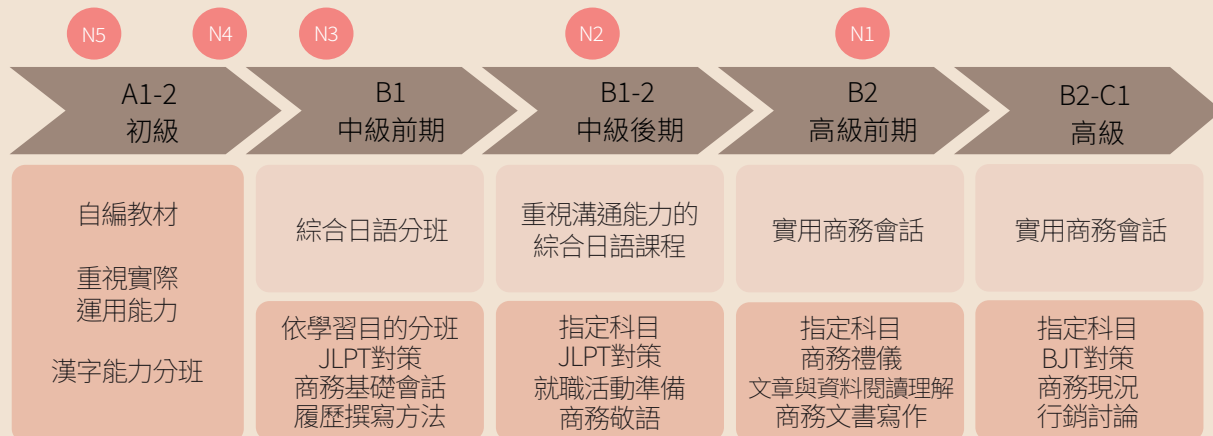 N5
N4
N3
N2
N1
A1-2
初級
B1
中級前期
B1-2
中級後期
B2
高級前期
B2-C1
高級
自編教材
重視實際
運用能力
漢字能力分班
綜合日語分班
依學習目的分班
JLPT對策
商務基礎會話
履歷撰寫方法
重視溝通能力的
綜合日語課程
指定科目
JLPT對策
就職活動準備
商務敬語
實用商務會話
指定科目
商務禮儀
文章與資料閱讀理解
商務文書寫作
實用商務會話
指定科目
BJT對策
商務現況
行銷討論